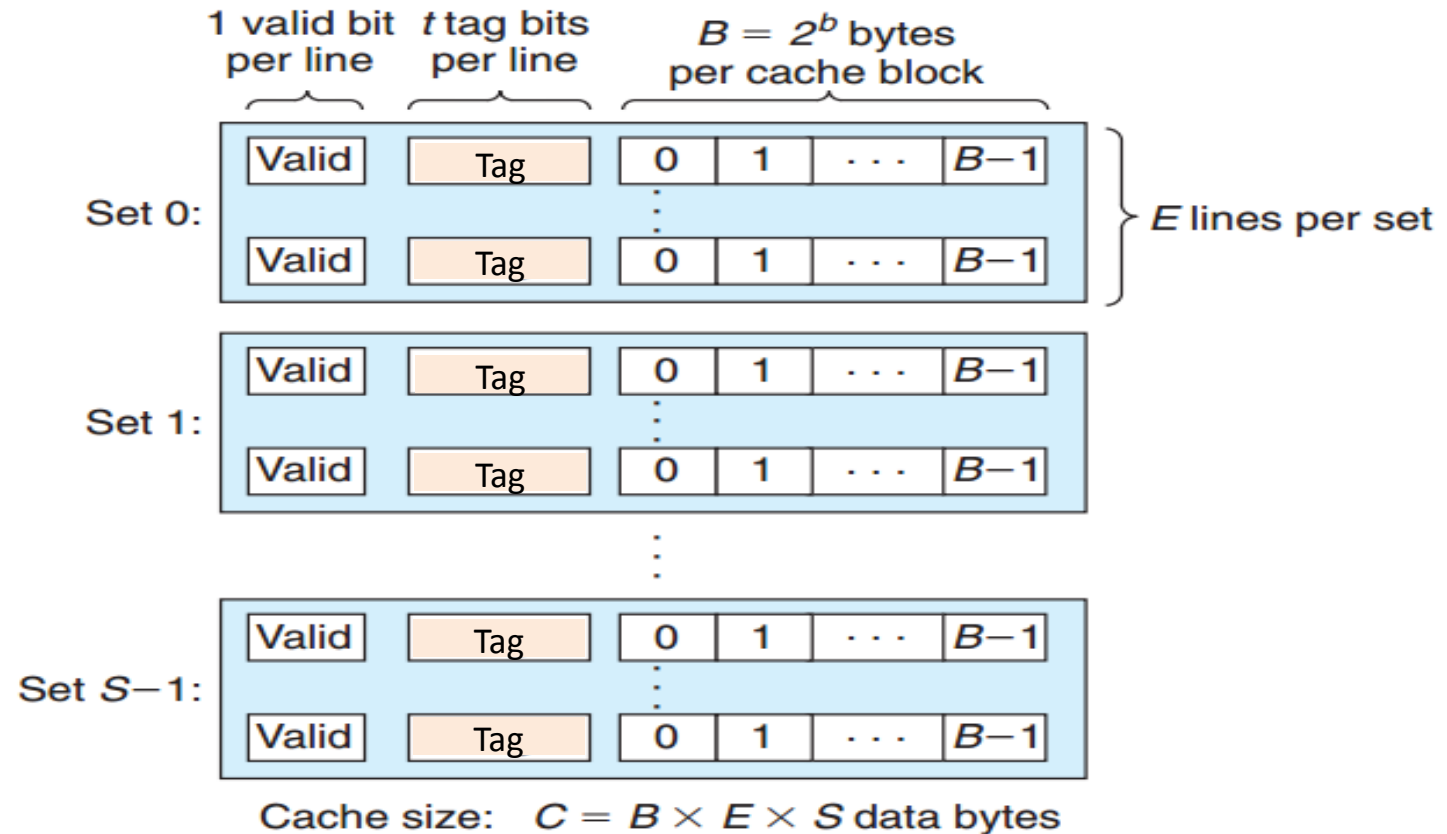 1 valid bit per line
t tag bits per line
B = 2^b bytes per cache block
Valid Tag 0 1 · · · B−1
Set 0:
E lines per set
Valid Tag 0 1 · · · B−1
Valid Tag 0 1 · · · B−1
Set 1:
Valid Tag 0 1 · · · B−1
Valid Tag 0 1 · · · B−1
Set S−1:
Valid Tag 0 1 · · · B−1
Cache size: C = B × E × S data bytes